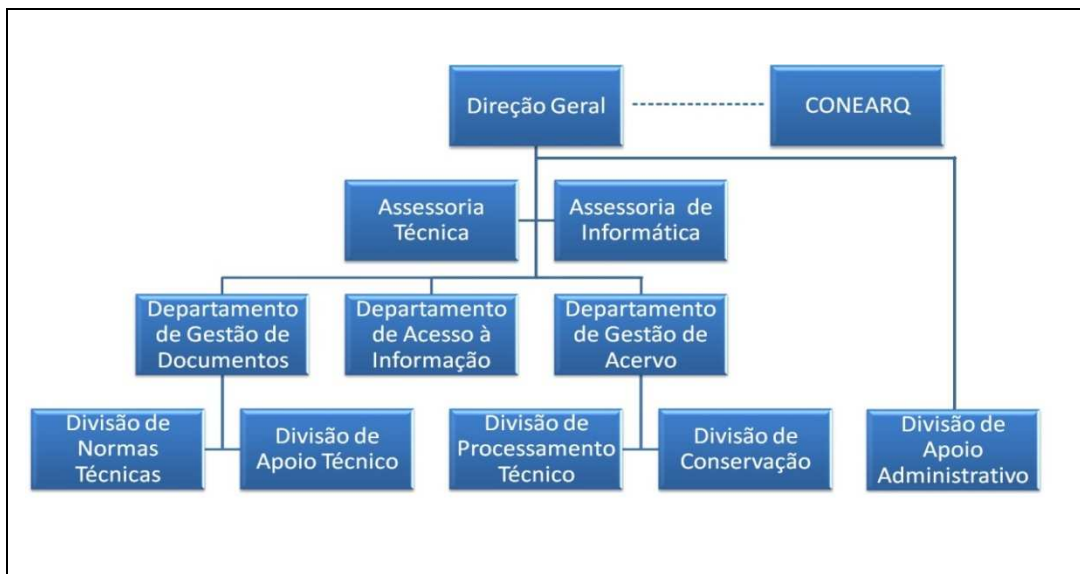 Direção Geral
CONEARQ
Assessoria
Técnica
Assessoria de
Informática
Departamento
de Gestão de
Documentos
Departamento
de Acesso à
Informação
Departamento
de Gestão de
Acervo
Divisão de
Normas
Técnicas
Divisão de
Apoio Técnico
Divisão de
Processamento
Técnico
Divisão de
Conservação
Divisão de
Apoio
Administrativo